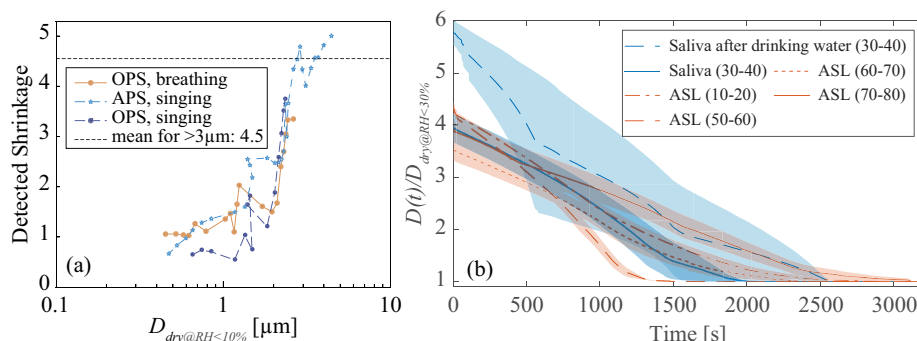 5
4
3
2
1
0
Detected Shrinkage
OPS, breathing
APS, singing
OPS, singing
mean for >3µm: 4.5
(a)
0.1
1
10
D_dry@RH<10% [µm]
6
5
4
3
2
1
D(t)/D_dry@RH<30%
Saliva after drinking water (30-40)
Saliva (30-40)
ASL (60-70)
ASL (10-20)
ASL (70-80)
ASL (50-60)
(b)
0
500
1000
1500
2000
2500
3000
Time [s]